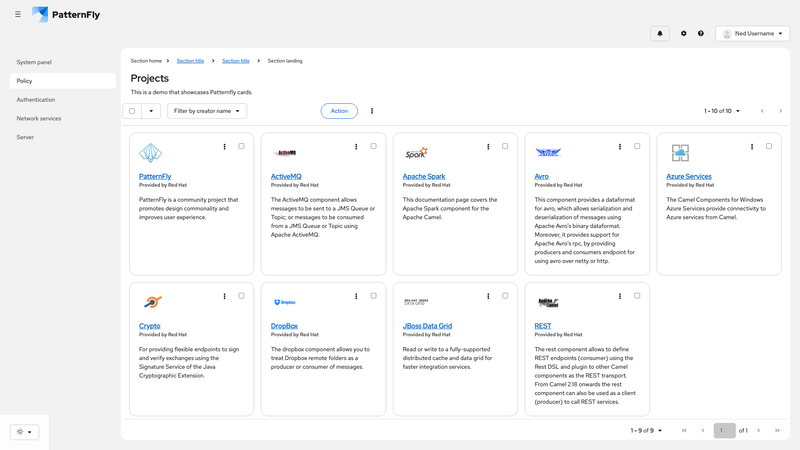 PatternFly
Ned Username
System panel
Policy
Authentication
Network services
Server
Section home
Section title
Section title
Section landing
Projects
This is a demo that showcases Patternfly cards.
Filter by creator name
Action
1 - 10 of 10
PatternFly
Provided by Red Hat
PatternFly is a community project that
promotes design commonality and
improves user experience.
ActiveMQ
ActiveMQ
Provided by Red Hat
The ActiveMQ component allows
messages to be sent to a JMS Queue or
Topic; or messages to be consumed
from a JMS Queue or Topic using
Apache ActiveMQ.
Spark
Apache Spark
Provided by Red Hat
This documentation page covers the
Apache Spark component for the
Apache Camel.
Avro
Avro
Provided by Red Hat
This component provides a dataformat
for avro, which allows serialization and
deserialization of messages using
Apache Avro's binary dataformat.
Moreover, it provides support for
Apache Avro's rpc, by providing
producers and consumers endpoint for
using avro over netty or http.
Azure Services
Provided by Red Hat
The Camel Components for Windows
Azure Services provide connectivity to
Azure services from Camel.
Crypto
Provided by Red Hat
For providing flexible endpoints to sign
and verify exchanges using the
Signature Service of the Java
Cryptographic Extension.
Dropbox
DropBox
Provided by Red Hat
The dropbox component allows you to
treat Dropbox remote folders as a
producer or consumer of messages.
RED HAT JBOSS
DATA GRID
JBoss Data Grid
Provided by Red Hat
Read or write to a fully-supported
distributed cache and data grid for
faster integration services.
Apache
Camel
REST
Provided by Red Hat
The rest component allows to define
REST endpoints (consumer) using the
Rest DSL and plugin to other Camel
components as the REST transport.
From Camel 2.18 onwards the rest
component can also be used as a client
(producer) to call REST services.
1 - 9 of 9
1
of 1